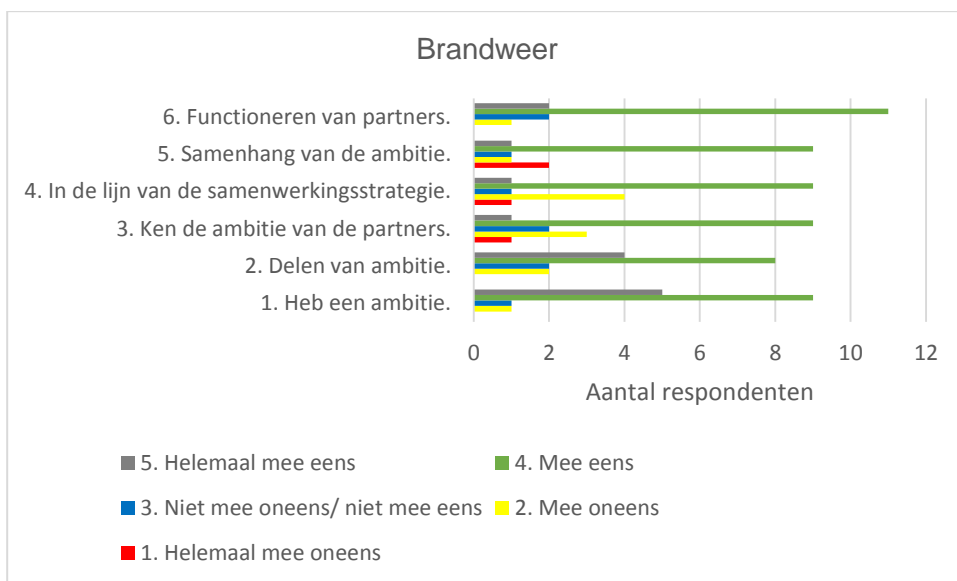 Brandweer
6. Functioneren van partners.
5. Samenhang van de ambitie.
4. In de lijn van de samenwerkingsstrategie.
3. Ken de ambitie van de partners.
2. Delen van ambitie.
1. Heb een ambitie.
0 2 4 6 8 10 12
Aantal respondenten
5. Helemaal mee eens 4. Mee eens
3. Niet mee oneens/ niet mee eens 2. Mee oneens
1. Helemaal mee oneens